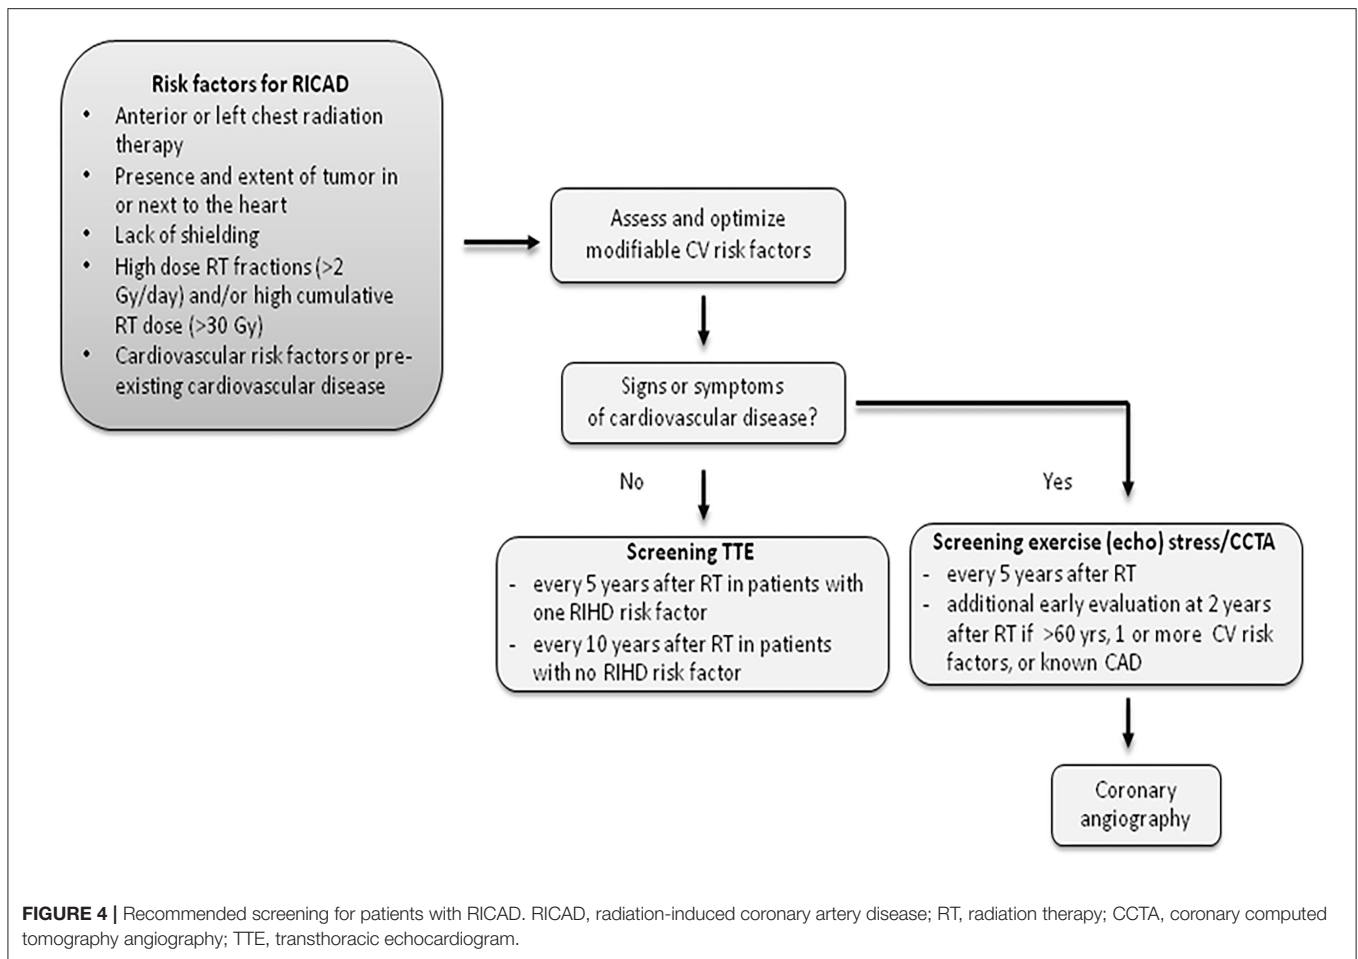 Risk factors for RICAD
• Anterior or left chest radiation
therapy
• Presence and extent of tumor in
or next to the heart
• Lack of shielding
• High dose RT fractions (>2
Gy/day) and/or high cumulative
RT dose (>30 Gy)
• Cardiovascular risk factors or pre-
existing cardiovascular disease
Assess and optimize
modifiable CV risk factors
Signs or symptoms
of cardiovascular disease?
No
Yes
Screening TTE
- every 5 years after RT in patients with
one RIHD risk factor
- every 10 years after RT in patients
with no RIHD risk factor
Screening exercise (echo) stress/CCTA
- every 5 years after RT
- additional early evaluation at 2 years
after RT if >60 yrs, 1 or more CV risk
factors, or known CAD
Coronary
angiography
FIGURE 4 | Recommended screening for patients with RICAD. RICAD, radiation-induced coronary artery disease; RT, radiation therapy; CCTA, coronary computed
tomography angiography; TTE, transthoracic echocardiogram.